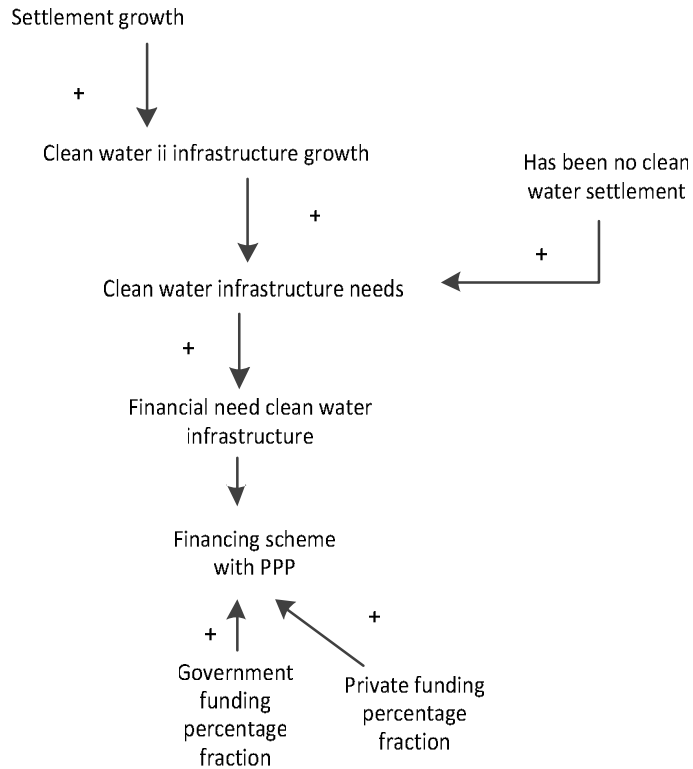 Settlement growth
+
Clean water ii infrastructure growth
Has been no clean
water settlement
+
+
Clean water infrastructure needs
+
Financial need clean water
infrastructure
Financing scheme
with PPP
+
+
Government
funding
percentage
fraction
Private funding
percentage
fraction